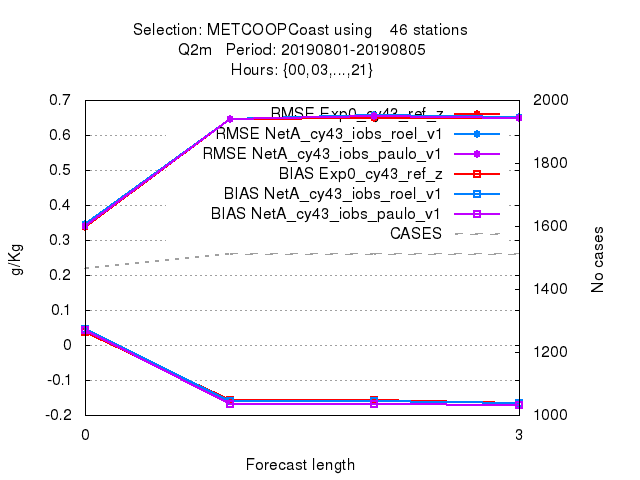 Selection: METCOOPCoast using    46 stations
Q2m   Period: 20190801-20190805
Hours: {00,03,...,21}
0.7
0.6
0.5
0.4
0.3
0.2
0.1
0
-0.1
-0.2
g/Kg
RMSE Exp0_cy43_ref_z
RMSE NetA_cy43_iobs_roel_v1
RMSE NetA_cy43_iobs_paulo_v1
BIAS Exp0_cy43_ref_z
BIAS NetA_cy43_iobs_roel_v1
BIAS NetA_cy43_iobs_paulo_v1
CASES
2000
1800
1600
1400
1200
1000
No cases
0 3
Forecast length